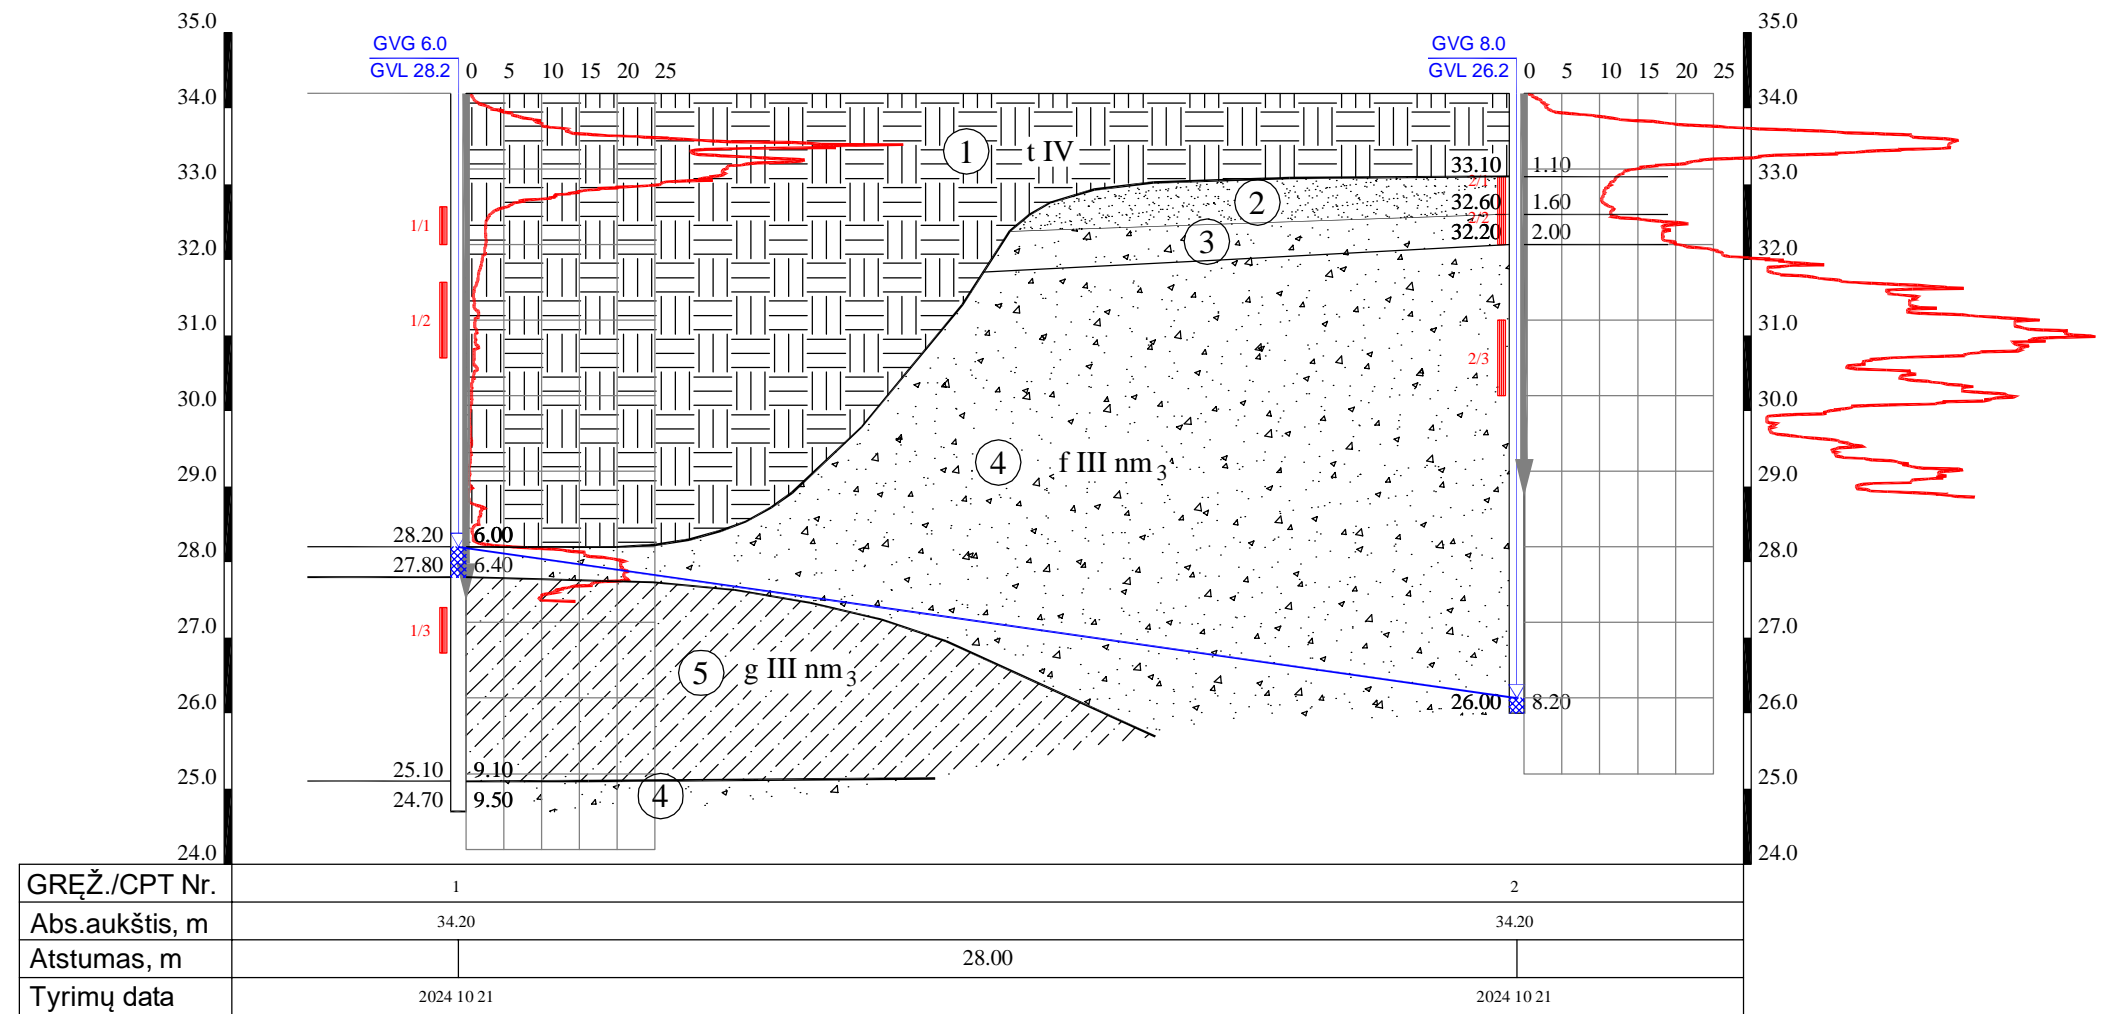 35.0 35.0
GVG 6.0 GVG 8.0
GVL 28.2 0 5 10 15 20 25 GVL 26.2 0 5 10 15 20 25
34.0 34.0
1 t IV
33.10 1.10
33.0 2/1 33.0
2 32.60 1.60
1/1 2/2
3 32.20 2.00
32.0 32.0
1/2 31.0 31.0
2/3
30.0 30.0
4 f III nm3
29.0 29.0
28.20 6.00
28.0 28.0
27.80 6.40
27.0 1/3 27.0
5 g III nm3
26.0 26.00 8.20 26.0
25.10 9.10
25.0 25.0
24.70 9.50 4
24.0 24.0
GRĘŽ./CPT Nr. 1 2
Abs.aukštis, m 34.20 34.20
Atstumas, m 28.00
Tyrimų data 2024 10 21 2024 10 21